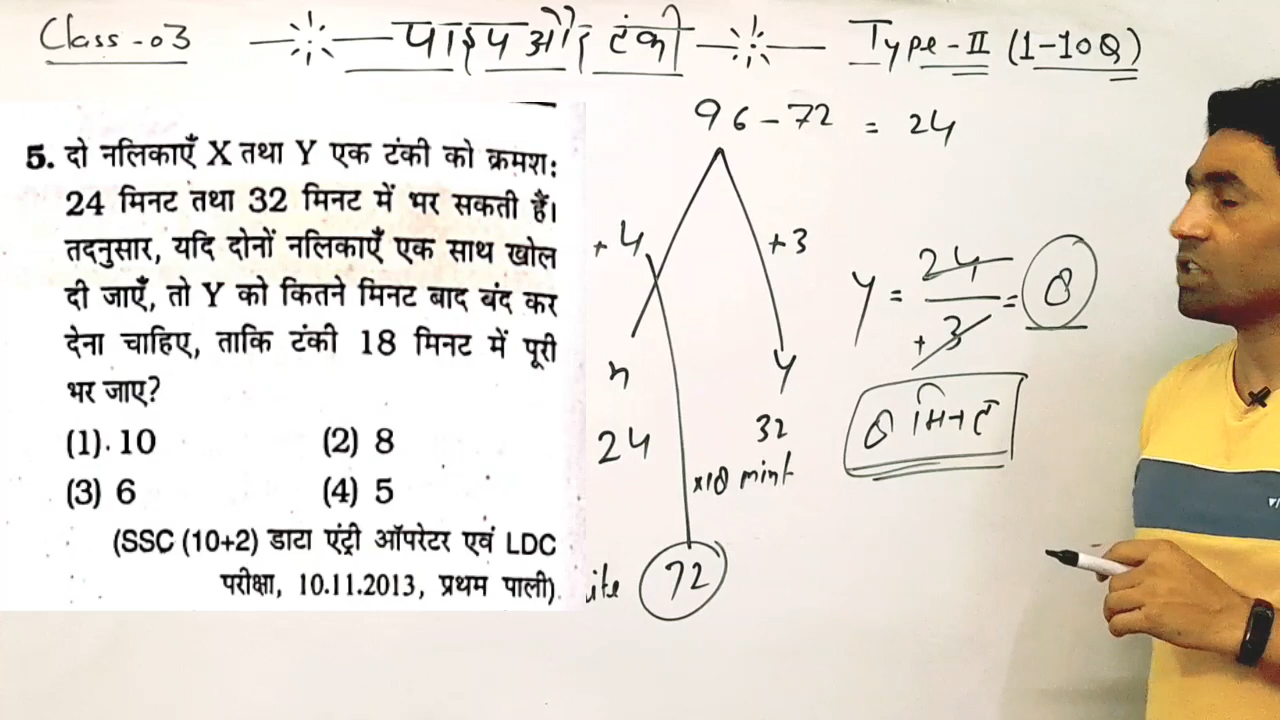 Class-03
पाइप और टंकी
Type-II (1-10Q)
5. दो नलिकाएँ X तथा Y एक टंकी को क्रमश:
24 मिनट तथा 32 मिनट में भर सकती हैं।
तदनुसार, यदि दोनों नलिकाएँ एक साथ खोल
दी जाएँ, तो Y को कितने मिनट बाद बंद कर
देना चाहिए, ताकि टंकी 18 मिनट में पूरी
भर जाए?
(1). 10 (2) 8
(3) 6 (4) 5
(SSC (10+2) डाटा एंट्री ऑपरेटर एवं LDC
परीक्षा, 10.11.2013, प्रथम पाली).
96-72 = 24
+4 +3
y
24 32
×18 mint
72
y = 24/+3 = 8
8 मिनट